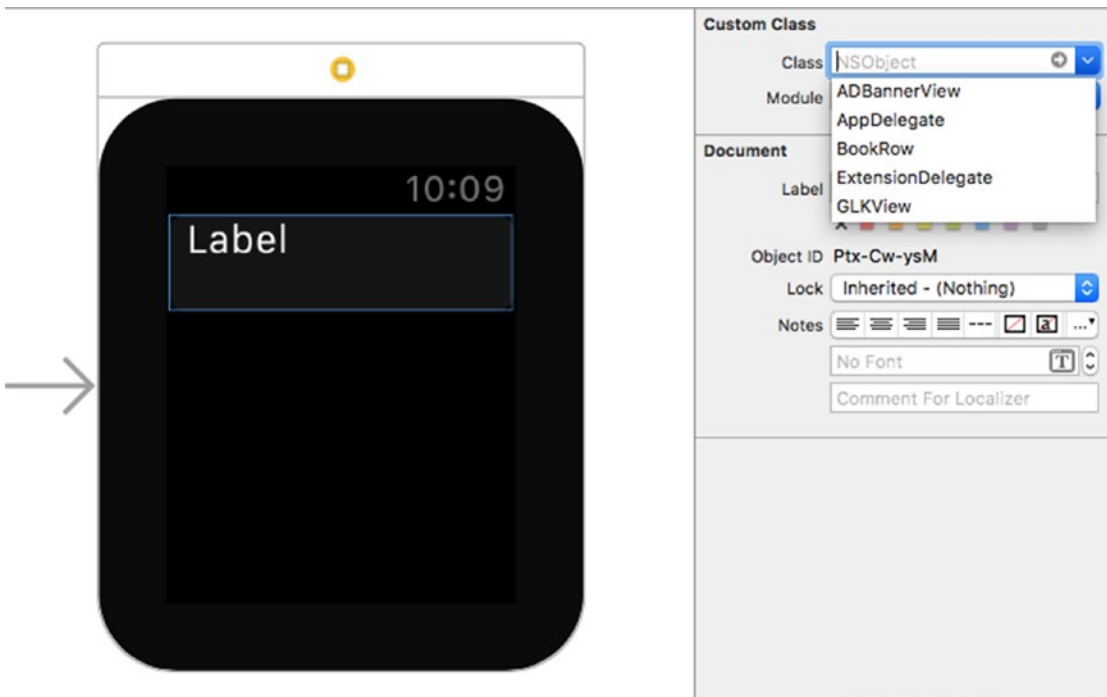 10:09
Label
Custom Class
Class NSObject
Module
ADBannerView
AppDelegate
BookRow
ExtensionDelegate
GLKView
Document
Label
X
Object ID Ptx-Cw-ysM
Lock Inherited - (Nothing)
Notes --- a ...
No Font T
Comment For Localizer